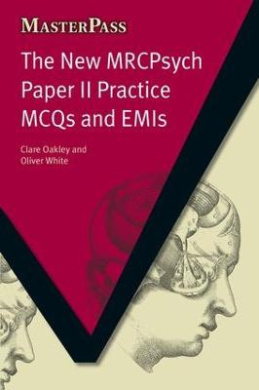 MASTERPASS
The New MRCPsych
Paper II Practice
MCQs and EMIs
Clare Oakley and
Oliver White